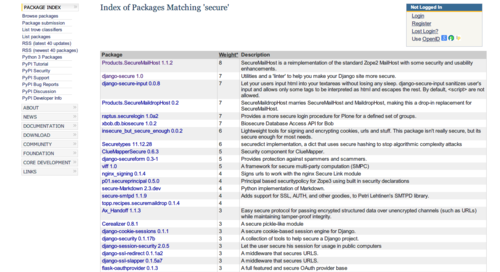 PACKAGE INDEX
Browse packages
Package submission
List trove classifiers
List packages
RSS (latest 40 updates)
RSS (newest 40 packages)
Python 3 Packages
PyPI Tutorial
PyPI Security
PyPI Support
PyPI Bug Reports
PyPI Discussion
PyPI Developer Info
ABOUT
NEWS
DOCUMENTATION
DOWNLOAD
COMMUNITY
FOUNDATION
CORE DEVELOPMENT
LINKS
Index of Packages Matching 'secure'
Not Logged In
Login
Register
Lost Login?
Use OpenID
Package Weight* Description
Products.SecureMailHost 1.1.2 8 SecureMailHost is a reimplementation of the standard Zope2 MailHost with some security and usability
enhancements.
django-secure 1.0 7 Utilities and a 'linter' to help you make your Django site more secure.
django-secure-input 0.0.8 7 Let your users input html into your textareas without losing any sleep. django-secure-input sanitizes user's
input and allows only some tags to be interpreted as html and escapes the rest. By default, <script> are not
allowed.
Products.SecureMaildropHost 0.2 7 SecureMaildropHost marries SecureMailHost and MaildropHost, making this a drop-in replacement for
SecureMailHost.
raptus.securelogin 1.0a2 7 Provides a more secure login procedure for Plone for a defined set of groups.
xbob.db.biosecure 1.0.2 7 Biosecure Database Access API for Bob
insecure_but_secure_enough 0.0.2 6 Lightweight tools for signing and encrypting cookies, urls and stuff. This package isn't really secure, but its
secure enough for most needs.
Securetypes 11.12.28 6 securedict implementation, a dict that uses secure hashing to stop algorithmic complexity attacks
ClueMapperSecure 0.6.3 5 Security component for ClueMapper.
django-secureform 0.3-1 5 Provides protection against spammers and scammers.
viff 1.0 5 A framework for secure multi-party computation (SMPC)
nginx_signing 0.1.4 4 Signs urls to work with the nginx Secure Link module
p01.secureprincipal 0.5.0 4 Principal based securitypolicy for Zope3 using built in security declarations
secure-Markdown 2.3.dev 4 Python implementation of Markdown.
secure-smtpd 1.1.9 4 Adds support for SSL, AUTH, and other goodies, to Petri Lehtinen's SMTPD library.
topp.recipes.securemaildrop 0.1.4 4
As_Handoff 1.1.3 3 Easy secure protocol for passing encrypted structured data over unencrypted channels (such as URLs)
while maintaining tamper-proof integrity.
Cerealizer 0.8.1 3 A secure pickle-like module
django-cookie-sessions 0.1.1 3 A secure cookie-based session engine for Django.
django-security 0.1.17b 3 A collection of tools to help secure a Django project.
django-session-security 2.0.5 3 Let the user secure his session for usage in public computers
django-ssl-redirect 0.1.1a2 3 A middleware that secures URLS.
django-ssl-slapper 0.1.5a7 3 A middleware that secures URLS.
flask-oauthprovider 0.1.3 3 A full featured and secure OAuth provider base